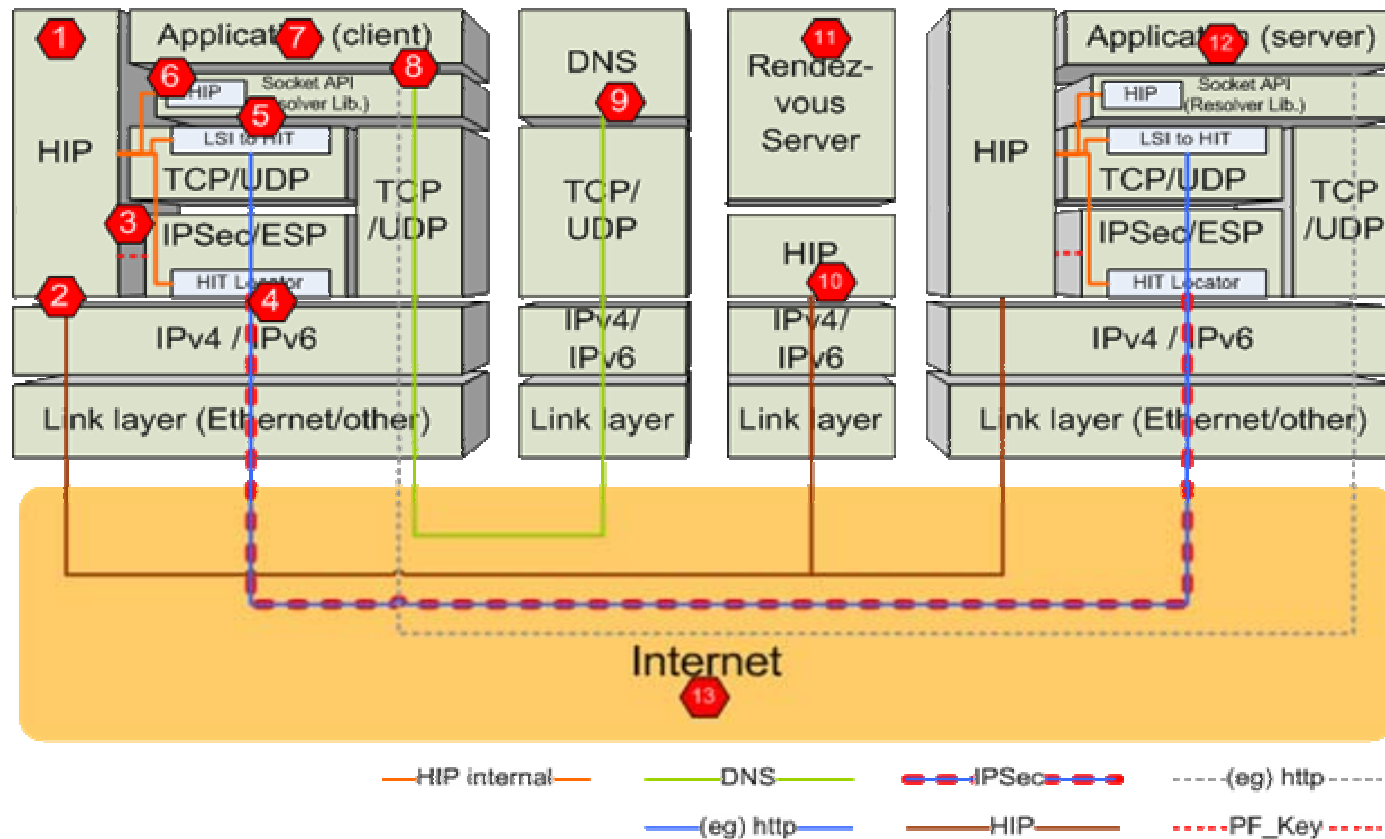 1
Application (client)
7
8
6
HIP
Socket API
(Resolver Lib.)
5
LSI to HIT
HIP
TCP/UDP
TCP
/UDP
3
IPSec/ESP
HIT Locator
2
4
IPv4 / IPv6
Link layer (Ethernet/other)
DNS
9
TCP/
UDP
IPv4/
IPv6
Link layer
11
Rendez-
vous
Server
HIP
10
IPv4/
IPv6
Link layer
HIP
Application (server)
12
HIP
Socket API
(Resolver Lib.)
LSI to HIT
TCP/UDP
TCP
/UDP
IPSec/ESP
HIT Locator
IPv4 / IPv6
Link layer (Ethernet/other)
Internet
13
HIP internal
DNS
IPSec
(eg) http
(eg) http
HIP
PF_Key